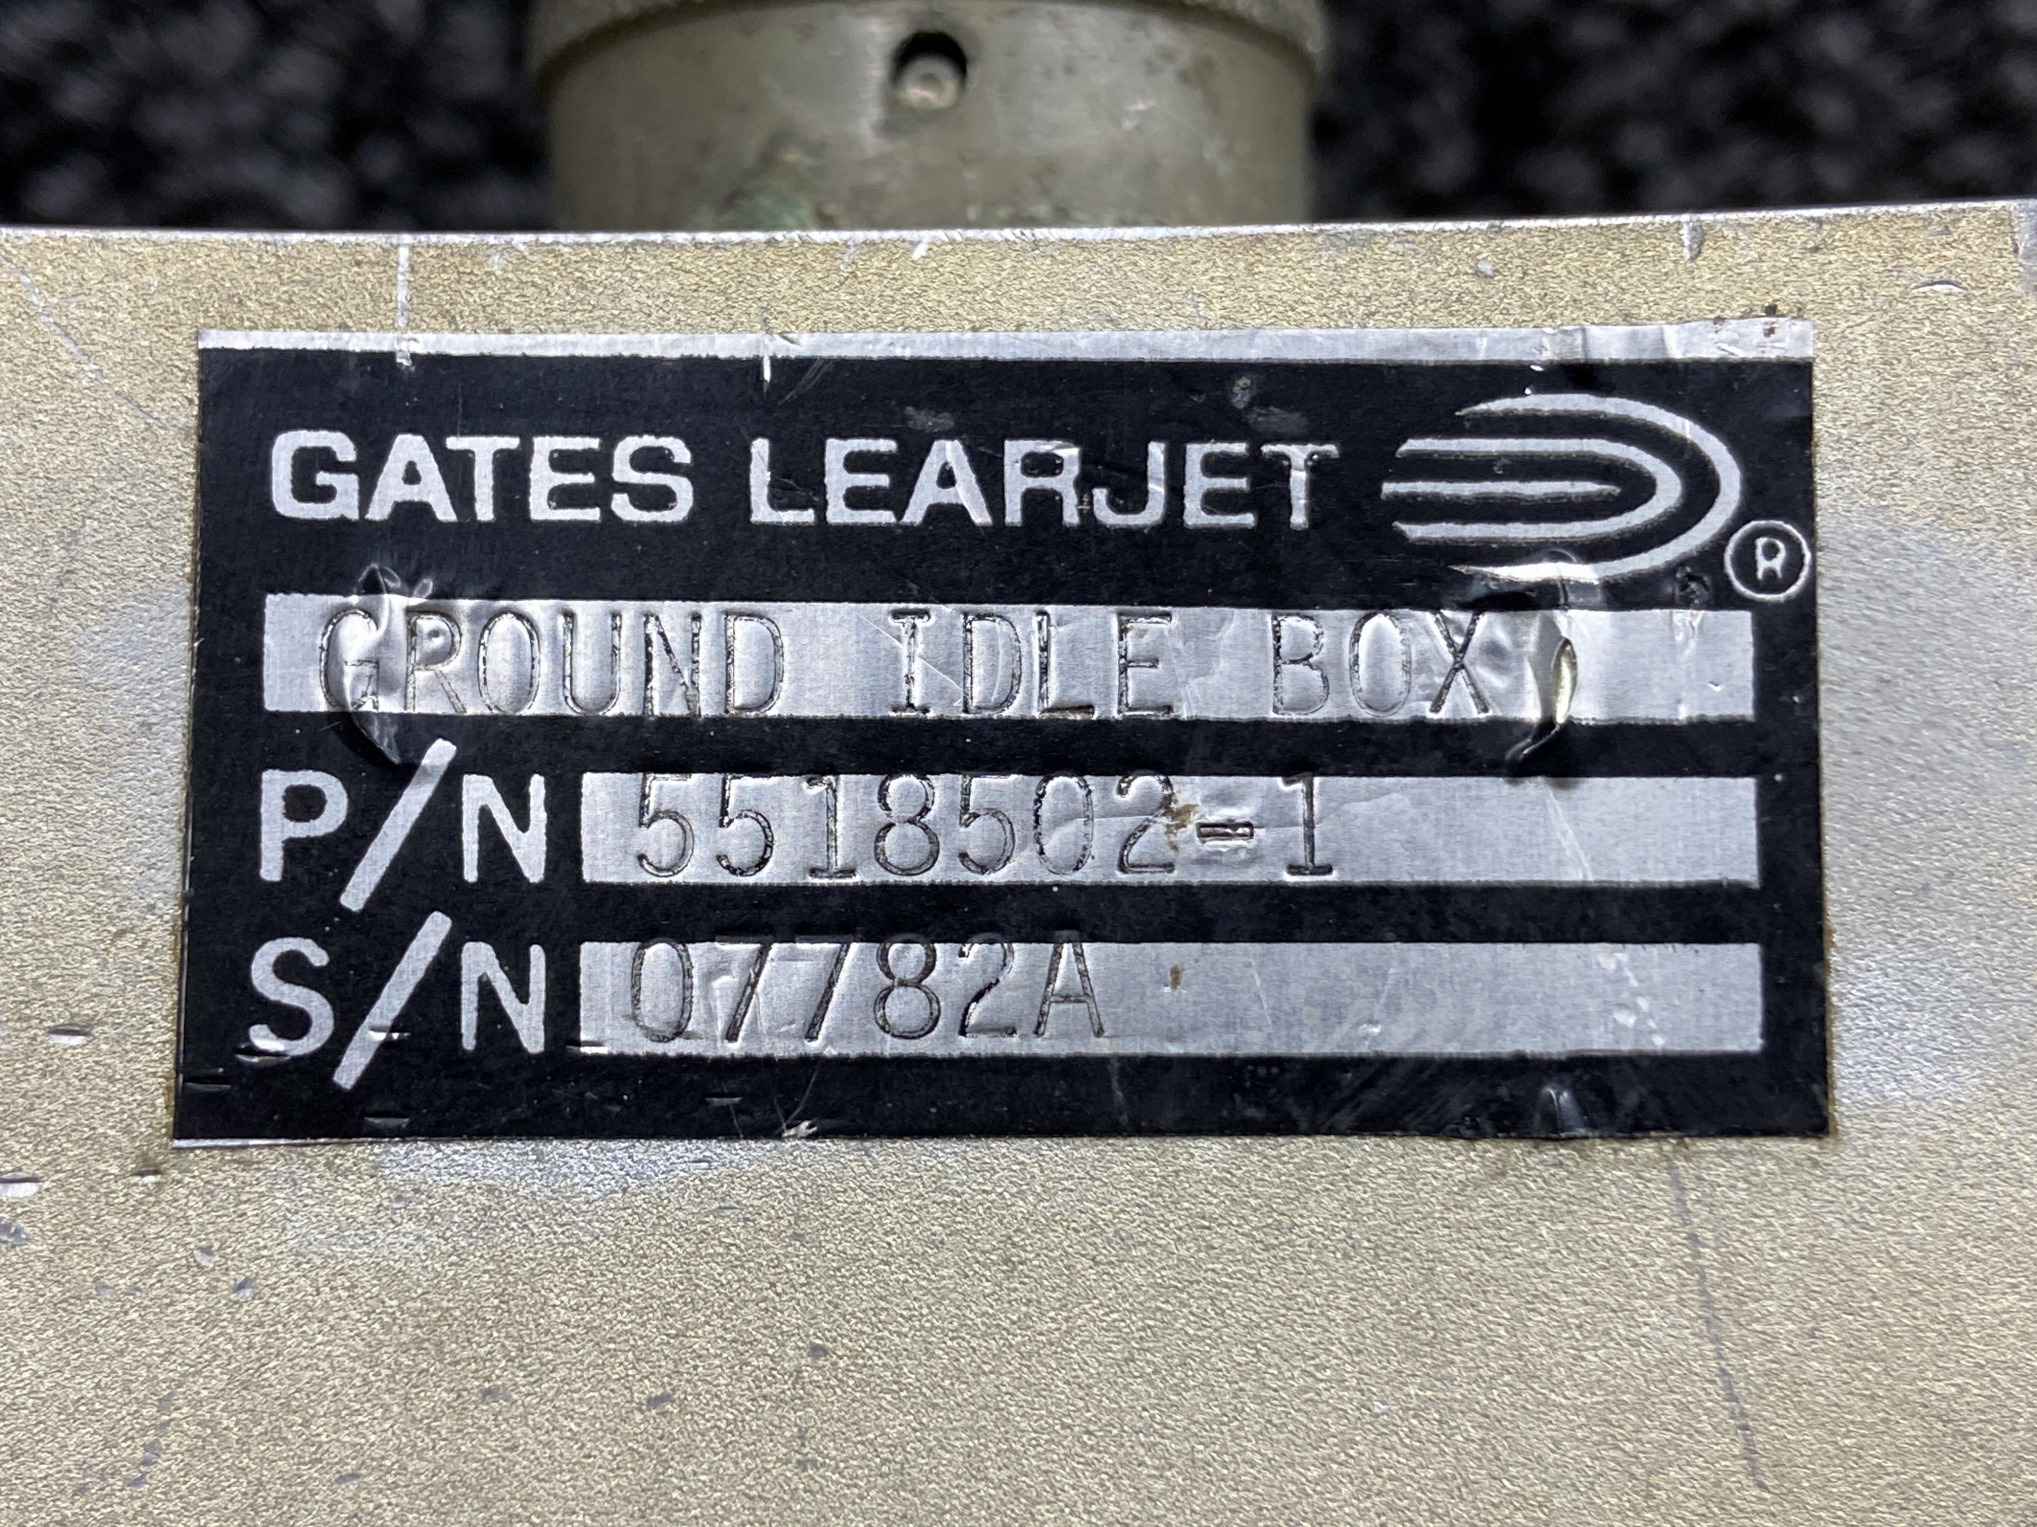 GATES LEARJET ®
GROUND IDLE BOX
P/N 5518502-1
S/N 07782A